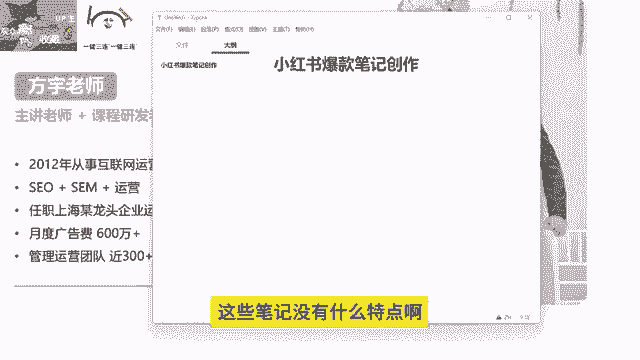 UP主
一键三连 一键三连
Untitled - Typora
文件(F) 编辑(E) 段落(P) 格式(O) 视图(V) 主题(T) 帮助(H)
文件 大纲
小红书爆款笔记创作
小红书爆款笔记创作
方宇老师
主讲老师 + 课程研发
• 2012年从事互联网运营
• SEO + SEM + 运营
• 任职上海某龙头企业运
• 月度广告费 600万+
• 管理运营团队 近300+
这些笔记没有什么特点啊